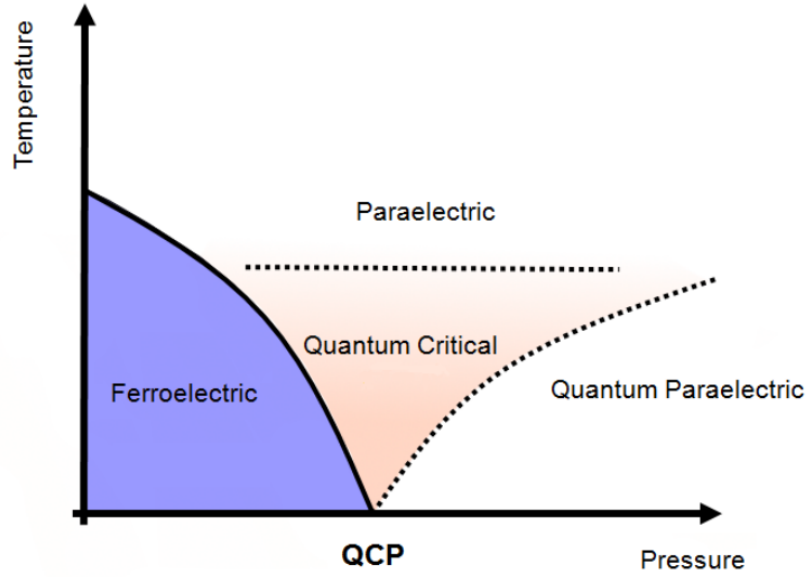 Temperature
Paraelectric
Quantum Critical
Ferroelectric
Quantum Paraelectric
QCP
Pressure